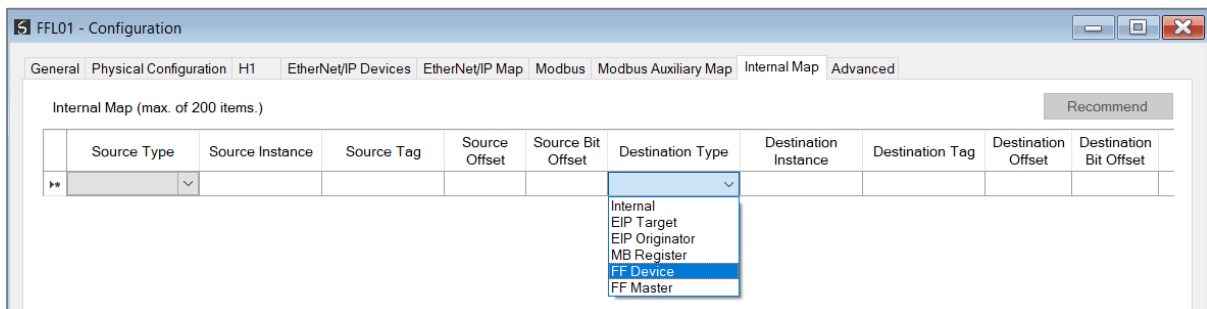 FFL01 - Configuration
General Physical Configuration H1 EtherNet/IP Devices EtherNet/IP Map Modbus Modbus Auxiliary Map Internal Map Advanced
Internal Map (max. of 200 items.) Recommend
Source Type Source Instance Source Tag Source Offset Source Bit Offset Destination Type Destination Instance Destination Tag Destination Offset Destination Bit Offset
Internal
EIP Target
EIP Originator
MB Register
FF Device
FF Master